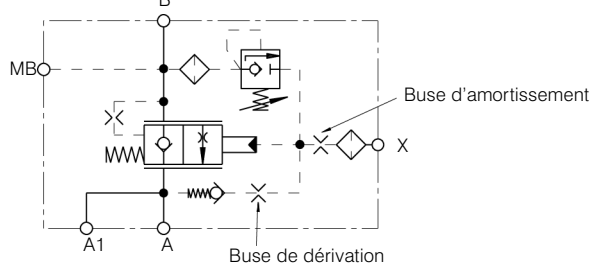 B
MB
Buse d'amortissement
X
A1
A
Buse de dérivation